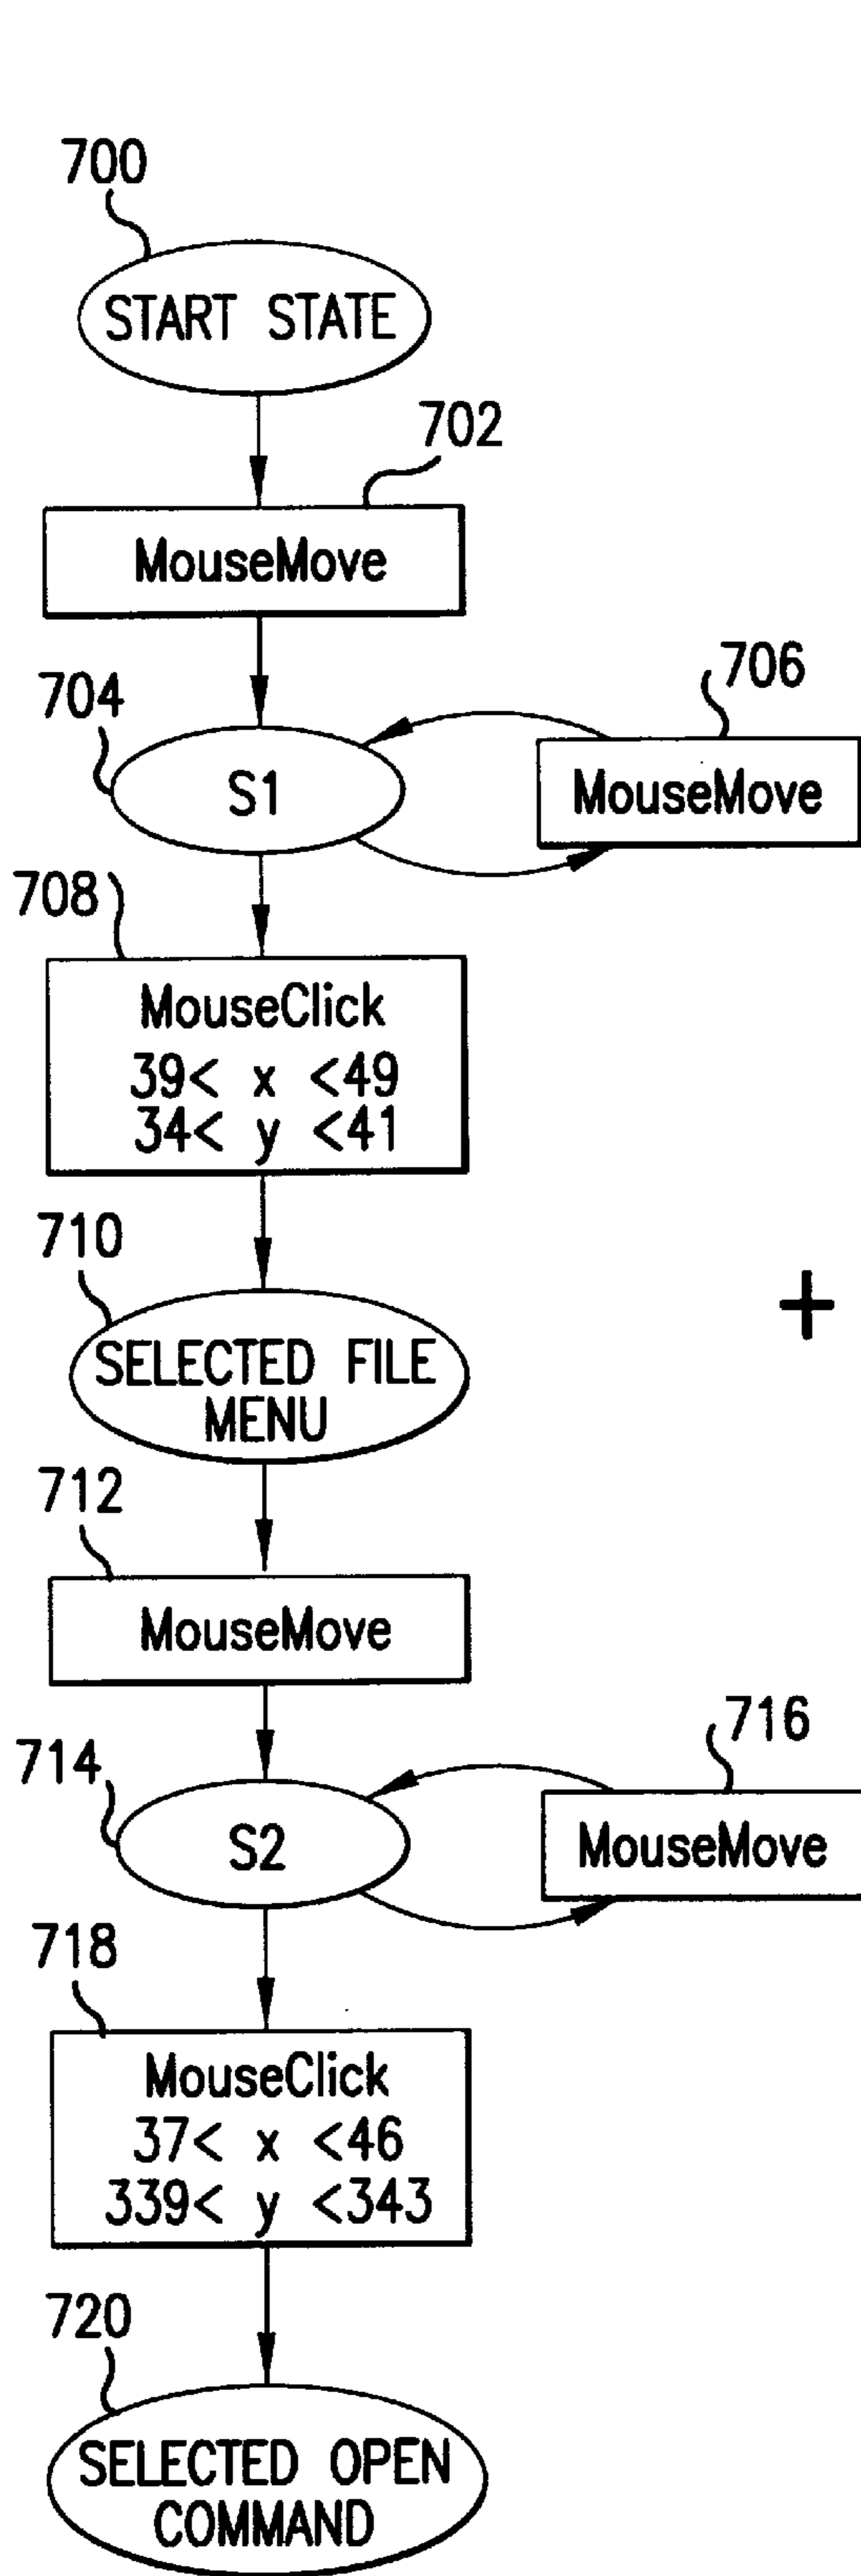 700
START STATE
702
MouseMove
704
706
S1
MouseMove
708
MouseClick
39< x <49
34< y <41
710
+
SELECTED FILE
MENU
712
MouseMove
716
714
S2
MouseMove
718
MouseClick
37< x <46
339< y <343
720
SELECTED OPEN
COMMAND